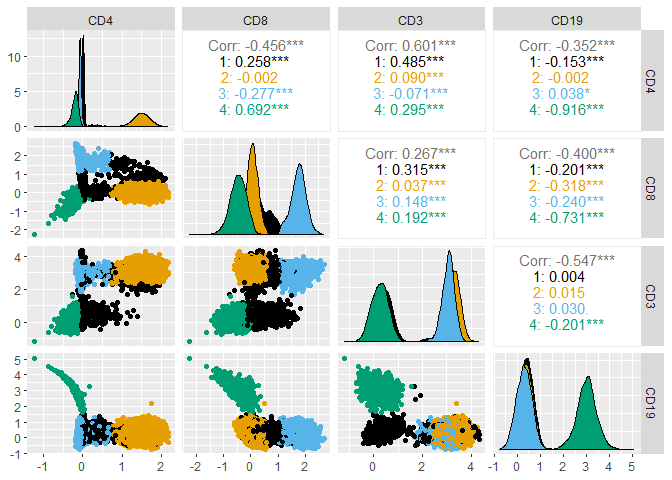 CD4 CD8 CD3 CD19
10
5
0
Corr: -0.456***
1: 0.258***
2: -0.002
3: -0.277***
4: 0.692***
Corr: 0.601***
1: 0.485***
2: 0.090***
3: -0.071***
4: 0.295***
Corr: -0.352***
1: -0.153***
2: -0.002
3: 0.038*
4: -0.916***
CD4
2
1
0
-1
-2
Corr: 0.267***
1: 0.315***
2: 0.037***
3: 0.148***
4: 0.192***
Corr: -0.400***
1: -0.201***
2: -0.318***
3: -0.240***
4: -0.731***
CD8
4
2
0
Corr: -0.547***
1: 0.004
2: 0.015
3: 0.030.
4: -0.201***
CD3
5
4
3
2
1
0
-1
CD19
-1 0 1 2
-2 -1 0 1 2
0 2 4
-1 0 1 2 3 4 5